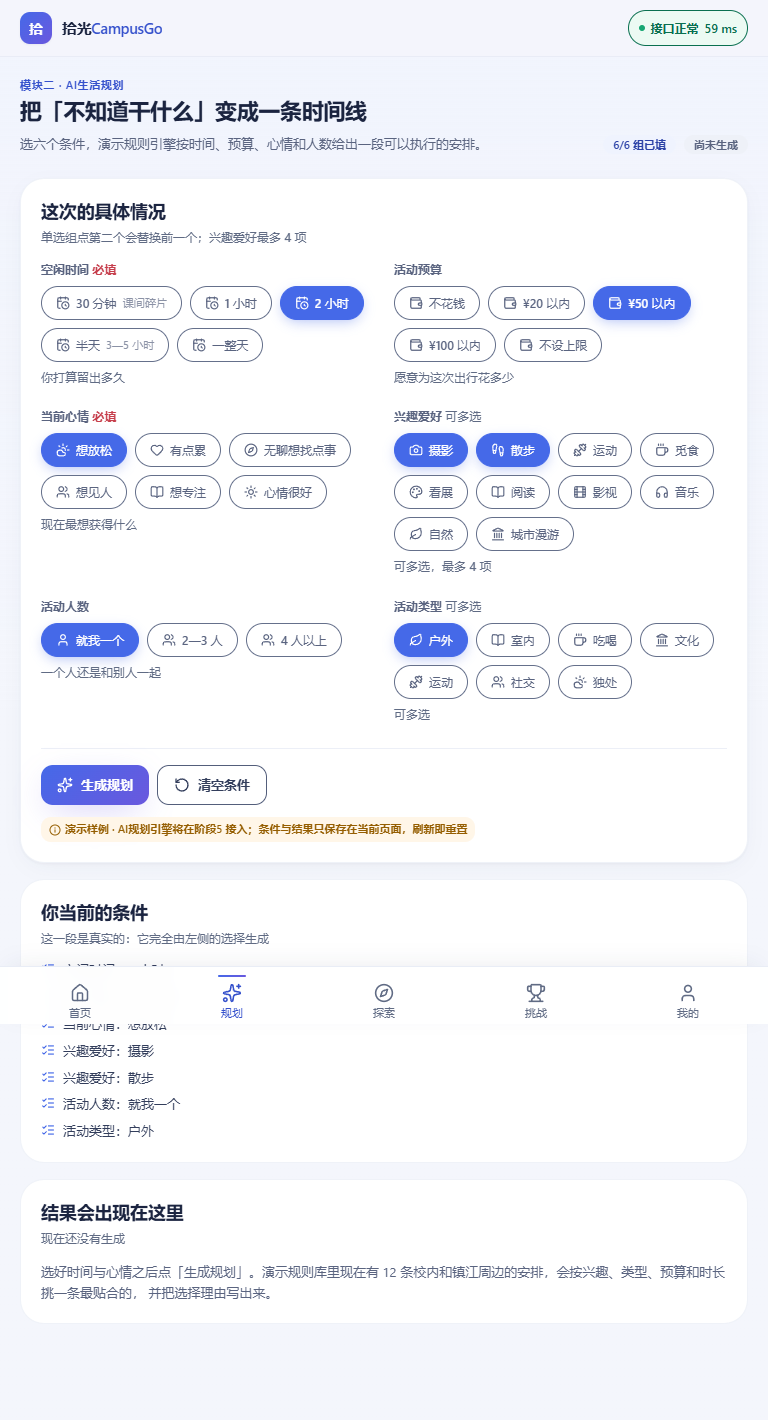 拾 拾光CampusGo
接口正常 59 ms
模块二 · AI生活规划
把「不知道干什么」变成一条时间线
选六个条件，演示规则引擎按时间、预算、心情和人数给出一段可以执行的安排。
6/6 组已填 尚未生成
这次的具体情况
单选组点第二个会替换前一个；兴趣爱好最多 4 项
空闲时间 必填
30 分钟 课间碎片 1 小时 2 小时
半天 3—5 小时 一整天
你打算留出多久
活动预算
不花钱 ¥20 以内 ¥50 以内
¥100 以内 不设上限
愿意为这次出行花多少
当前心情 必填
想放松 有点累 无聊想找点事
想见人 想专注 心情很好
现在最想获得什么
兴趣爱好 可多选
摄影 散步 运动 觅食
看展 阅读 影视 音乐
自然 城市漫游
可多选，最多 4 项
活动人数
就我一个 2—3 人 4 人以上
一个人还是和别人一起
活动类型 可多选
户外 室内 吃喝 文化
运动 社交 独处
可多选
生成规划 清空条件
演示样例 · AI规划引擎将在阶段5 接入；条件与结果只保存在当前页面，刷新即重置
你当前的条件
这一段是真实的：它完全由左侧的选择生成
首页 规划 探索 挑战 我的
当前心情：想放松
兴趣爱好：摄影
兴趣爱好：散步
活动人数：就我一个
活动类型：户外
结果会出现在这里
现在还没有生成
选好时间与心情之后点「生成规划」。演示规则库里现在有 12 条校内和镇江周边的安排，会按兴趣、类型、预算和时长
挑一条最贴合的， 并把选择理由写出来。